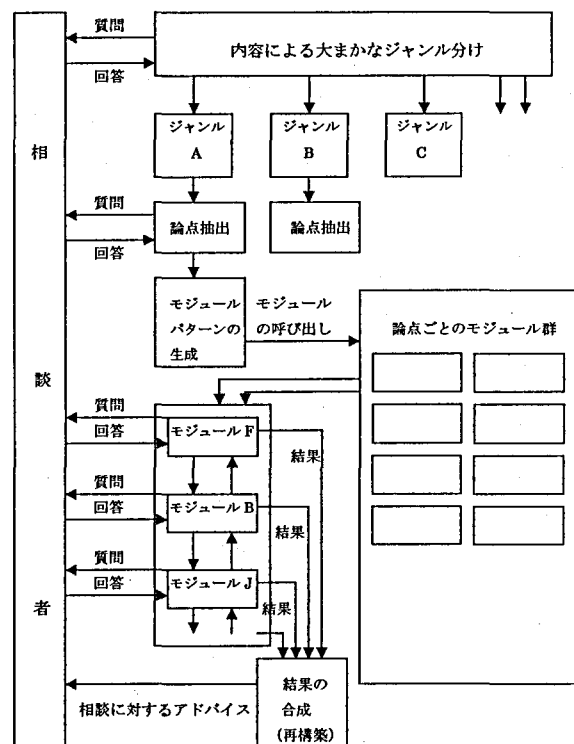 質問
内容による大まかなジャンル分け
回答
ジャンル
A
ジャンル
B
ジャンル
C
相
談
者
質問
論点抽出
論点抽出
回答
モジュール
パターンの
生成
モジュール
の呼び出し
論点ごとのモジュール群
質問
モジュール F
回答
結果
質問
モジュール B
回答
結果
質問
モジュール J
回答
結果
結果の
合成
(再構築)
相談に対するアドバイス